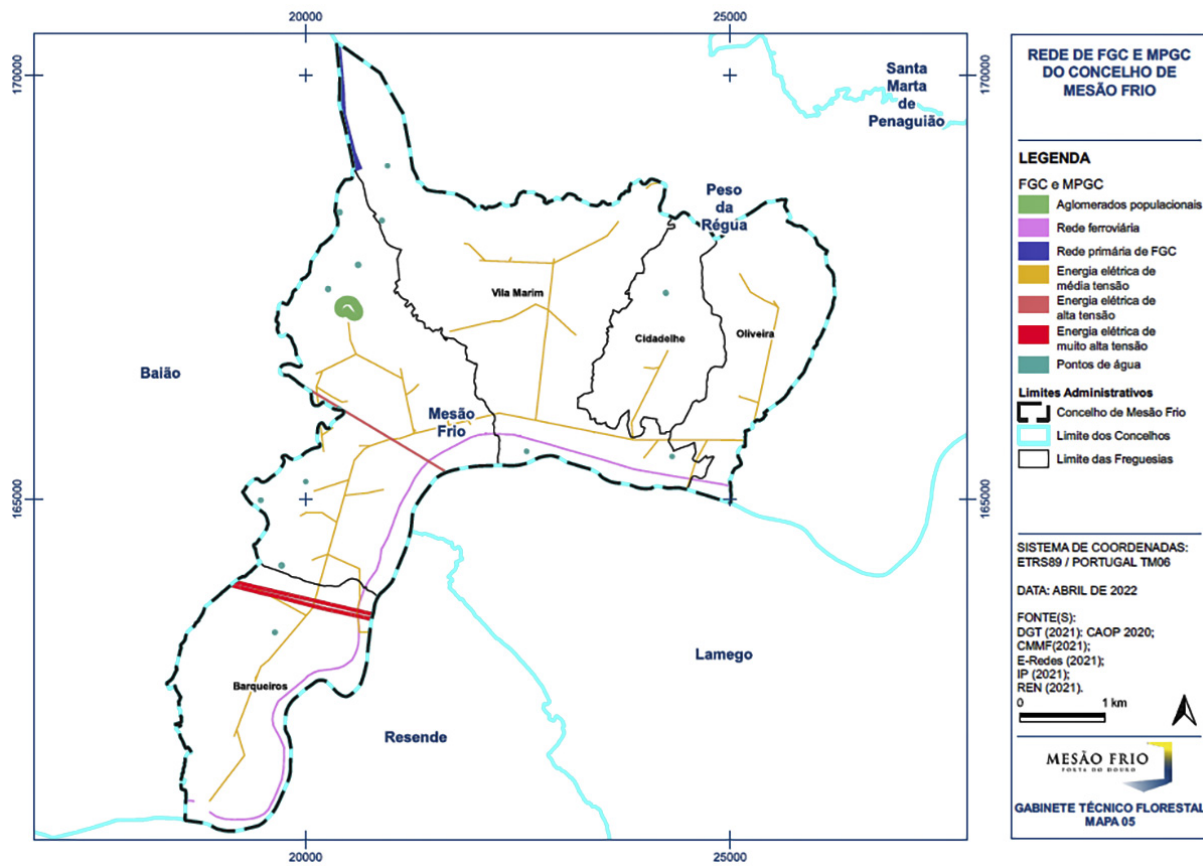 20000
25000
170000
170000
165000
165000
20000
25000
Santa
Marta
de
Penaguião
Peso
da
Régua
Vila Marim
Cidadelhe
Oliveira
Baião
Mesão
Frio
Barqueiros
Lamego
Resende
REDE DE FGC E MPGC
DO CONCELHO DE
MESÃO FRIO
LEGENDA
FGC e MPGC
Aglomerados populacionais
Rede ferroviária
Rede primária de FGC
Energia elétrica de
média tensão
Energia elétrica de
alta tensão
Energia elétrica de
muito alta tensão
Pontos de água
Limites Administrativos
Concelho de Mesão Frio
Limite dos Concelhos
Limite das Freguesias
SISTEMA DE COORDENADAS:
ETRS89 / PORTUGAL TM06
DATA: ABRIL DE 2022
FONTE(S):
DGT (2021): CAOP 2020;
CMMF(2021);
E-Redes (2021);
IP (2021);
REN (2021).
0 1 km
MESÃO FRIO
PORTA DO DOURO
GABINETE TÉCNICO FLORESTAL
MAPA 05